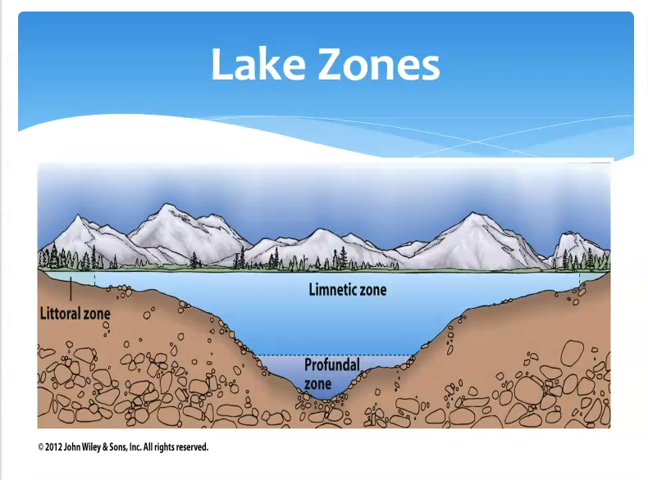 Lake Zones
Limnetic zone
Littoral zone
Profundal
zone
© 2012 John Wiley & Sons, Inc. All rights reserved.